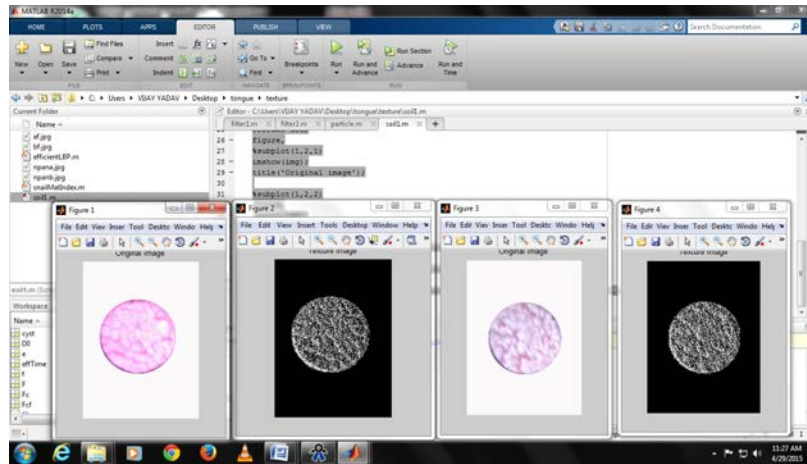 MATLAB R2014a
HOME PLOTS APPS EDITOR PUBLISH VIEW
Search Documentation
New Open Save Find Files Compare Print
Insert Comment Indent
Go To Find
Breakpoints Run Run and Advance Run Section Advance Run and Time
FILE EDIT NAVIGATE BREAKPOINTS RUN
C: Users VIJAY YADAV Desktop tongue texture
Current Folder
Name
af.jpg
bf.jpg
efficientLBP.m
npana.jpg
npanb.jpg
snailMatIndex.m
soil1.m
Editor - C:\Users\VIJAY YADAV\Desktop\tongue\texture\soil1.m
filter1.m filter2.m particle.m soil1.m
26 - figure,
27 %subplot(1,2,1)
28 - imshow(img);
29 - title('Original image');
30
31 %subplot(1,2,2)
Figure 1
File Edit View Inser Tool Deskto Windo Help
Original image
Figure 2
File Edit View Insert Tools Desktop Window Help
Texture image
Figure 3
File Edit View Inser Tool Deskto Windo Help
Original image
Figure 4
File Edit View Inser Tool Deskto Windo Help
Texture image
Workspace
Name
cyst
D0
e
effTime
f
F
Fc
Fcf
11:27 AM
4/29/2015